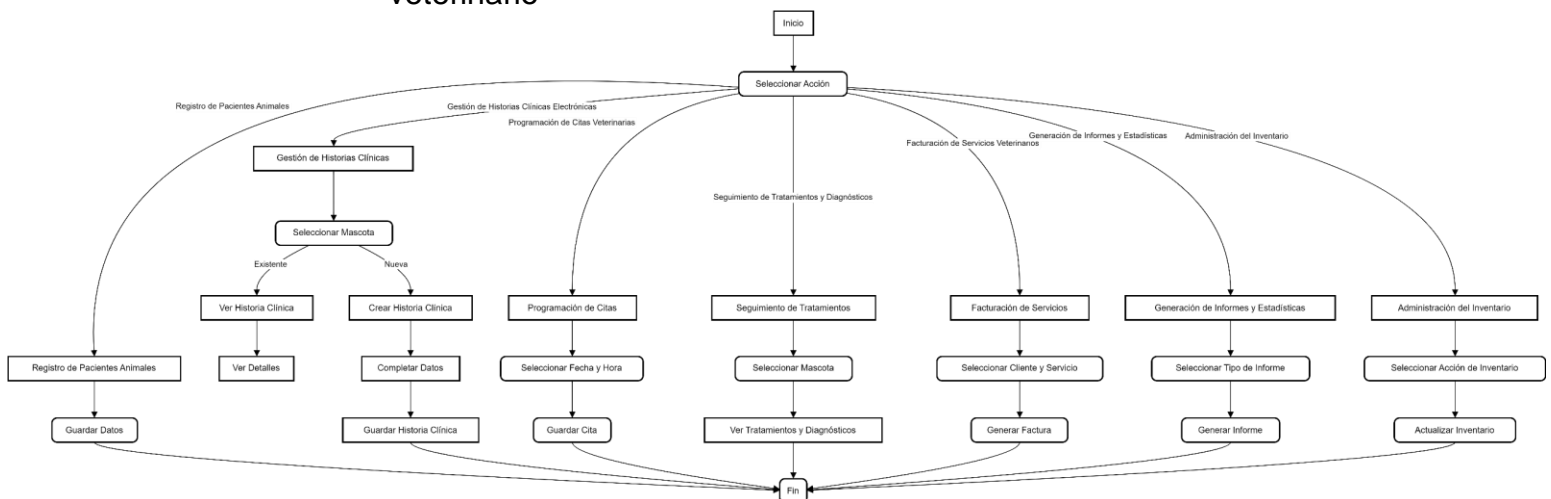 veterinario
Inicio
Seleccionar Acción
Registro de Pacientes Animales
Gestión de Historias Clínicas Electrónicas
Programación de Citas Veterinarias
Facturación de Servicios Veterinarios
Generación de Informes y Estadísticas
Administración del Inventario
Gestión de Historias Clínicas
Seguimiento de Tratamientos y Diagnósticos
Seleccionar Mascota
Existente
Nueva
Ver Historia Clínica
Crear Historia Clínica
Programación de Citas
Seguimiento de Tratamientos
Facturación de Servicios
Generación de Informes y Estadísticas
Administración del Inventario
Registro de Pacientes Animales
Ver Detalles
Completar Datos
Seleccionar Fecha y Hora
Seleccionar Mascota
Seleccionar Cliente y Servicio
Seleccionar Tipo de Informe
Seleccionar Acción de Inventario
Guardar Datos
Guardar Historia Clínica
Guardar Cita
Ver Tratamientos y Diagnósticos
Generar Factura
Generar Informe
Actualizar Inventario
Fin